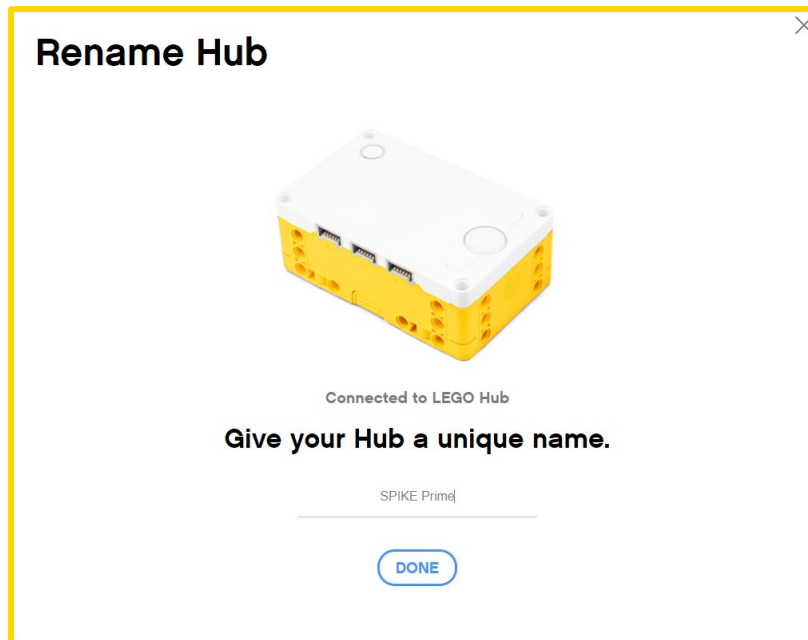 Rename Hub
Connected to LEGO Hub
Give your Hub a unique name.
SPIKE Prime
DONE